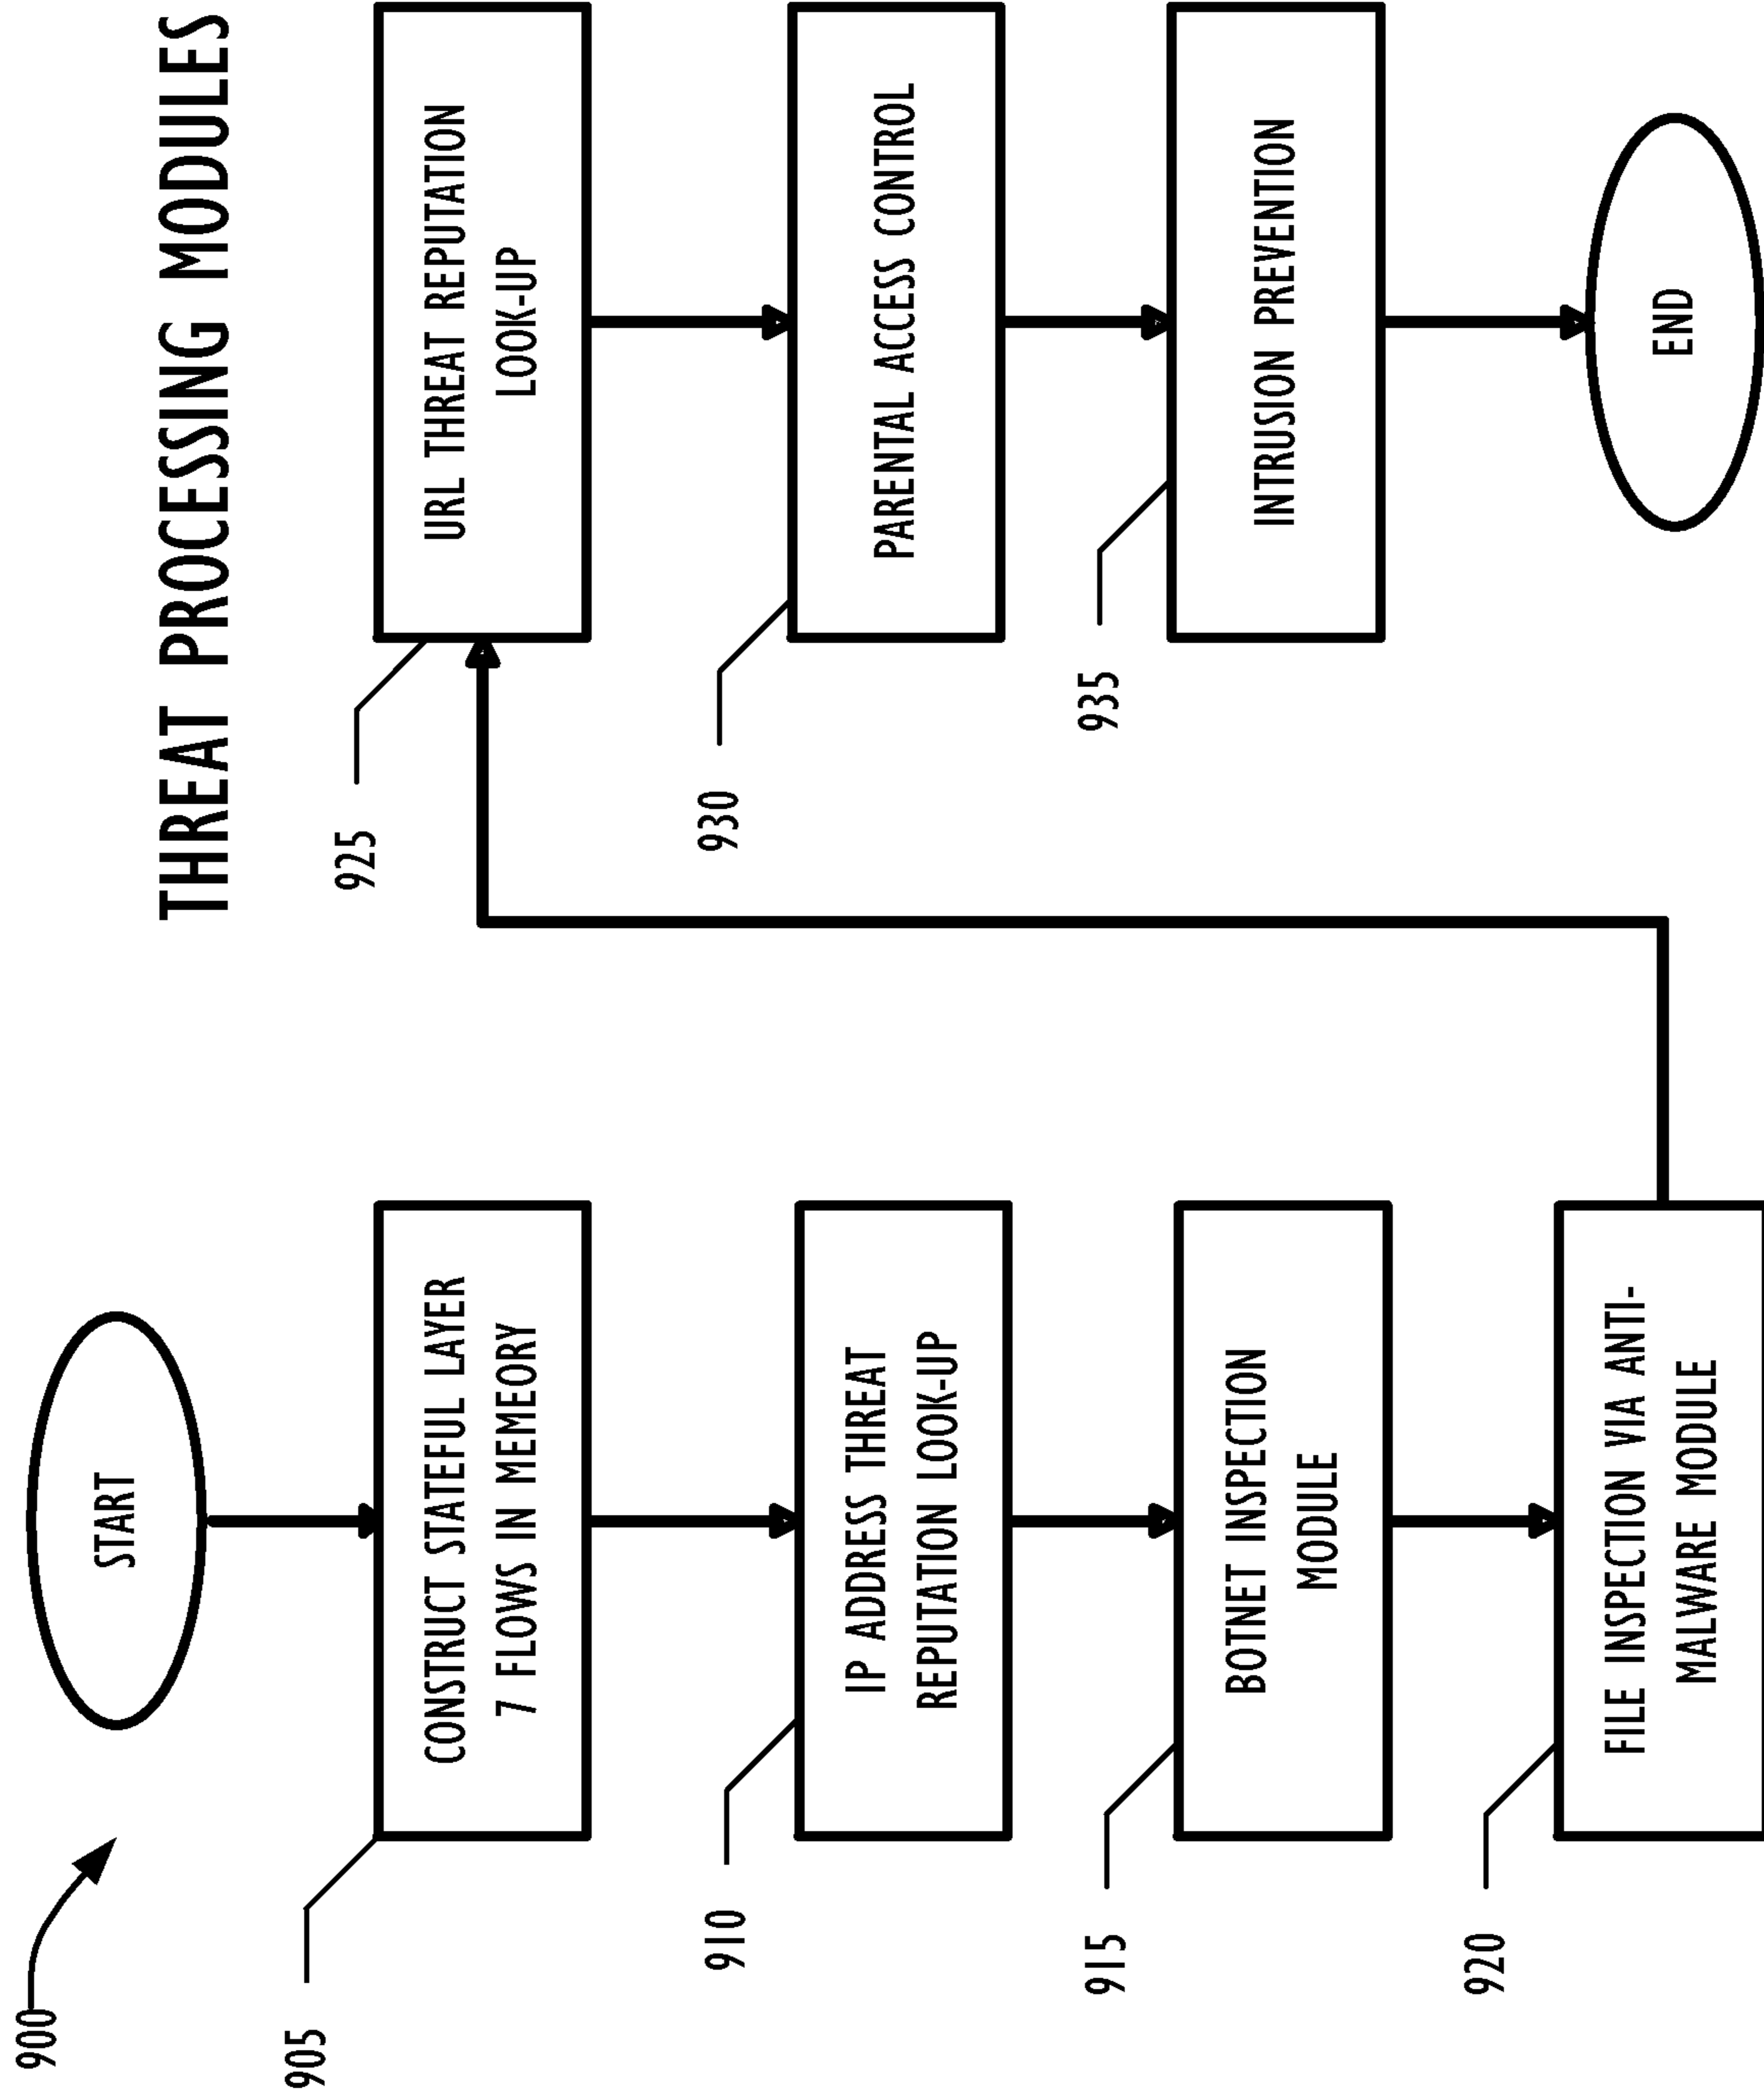 THREAT PROCESSING MODULES
900
START
905
CONSTRUCT STATEFUL LAYER
7 FLOWS IN MEMEORY
910
IP ADDRESS THREAT
REPUTATION LOOK-UP
915
BOTNET INSPECTION
MODULE
920
FILE INSPECTION VIA ANTI-
MALWARE MODULE
925
URL THREAT REPUTATION
LOOK-UP
930
PARENTAL ACCESS CONTROL
935
INTRUSION PREVENTION
END